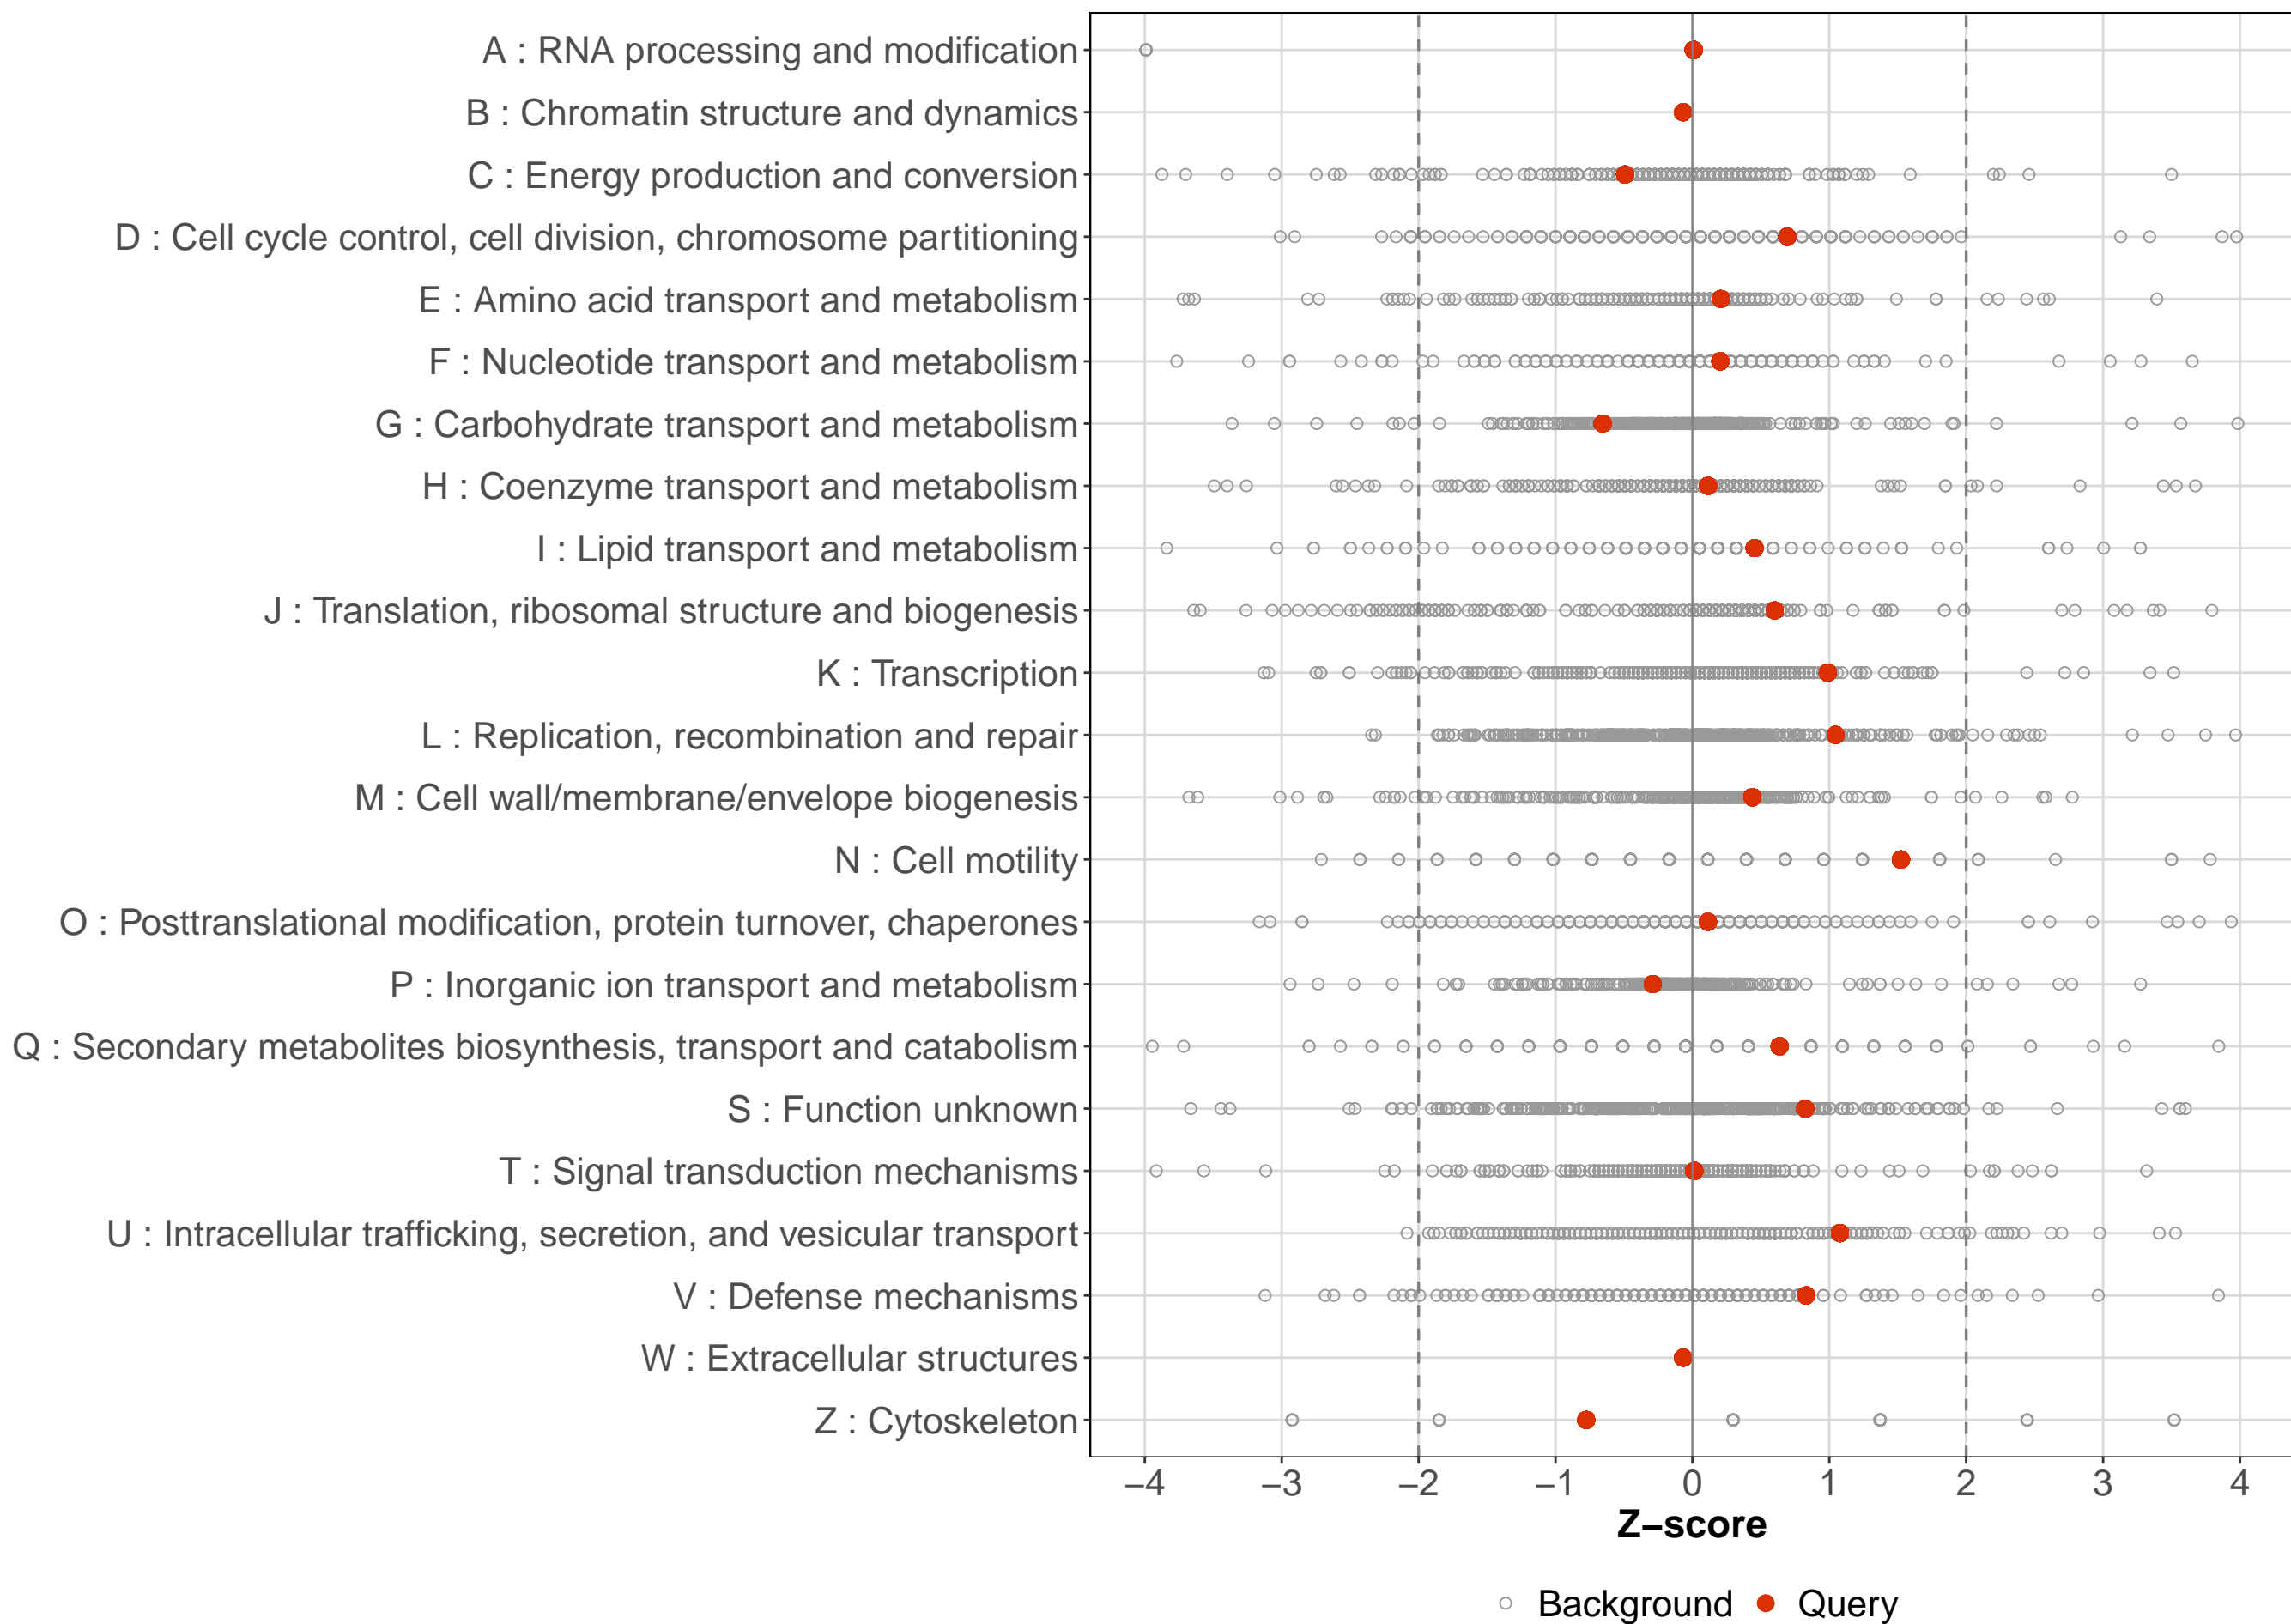 A : RNA processing and modification
B : Chromatin structure and dynamics
C : Energy production and conversion
D : Cell cycle control, cell division, chromosome partitioning
E : Amino acid transport and metabolism
F : Nucleotide transport and metabolism
G : Carbohydrate transport and metabolism
H : Coenzyme transport and metabolism
I : Lipid transport and metabolism
J : Translation, ribosomal structure and biogenesis
K : Transcription
L : Replication, recombination and repair
M : Cell wall/membrane/envelope biogenesis
N : Cell motility
O : Posttranslational modification, protein turnover, chaperones
P : Inorganic ion transport and metabolism
Q : Secondary metabolites biosynthesis, transport and catabolism
S : Function unknown
T : Signal transduction mechanisms
U : Intracellular trafficking, secretion, and vesicular transport
V : Defense mechanisms
W : Extracellular structures
Z : Cytoskeleton
−4 −3 −2 −1 0 1 2 3 4
Z−score
Background Query